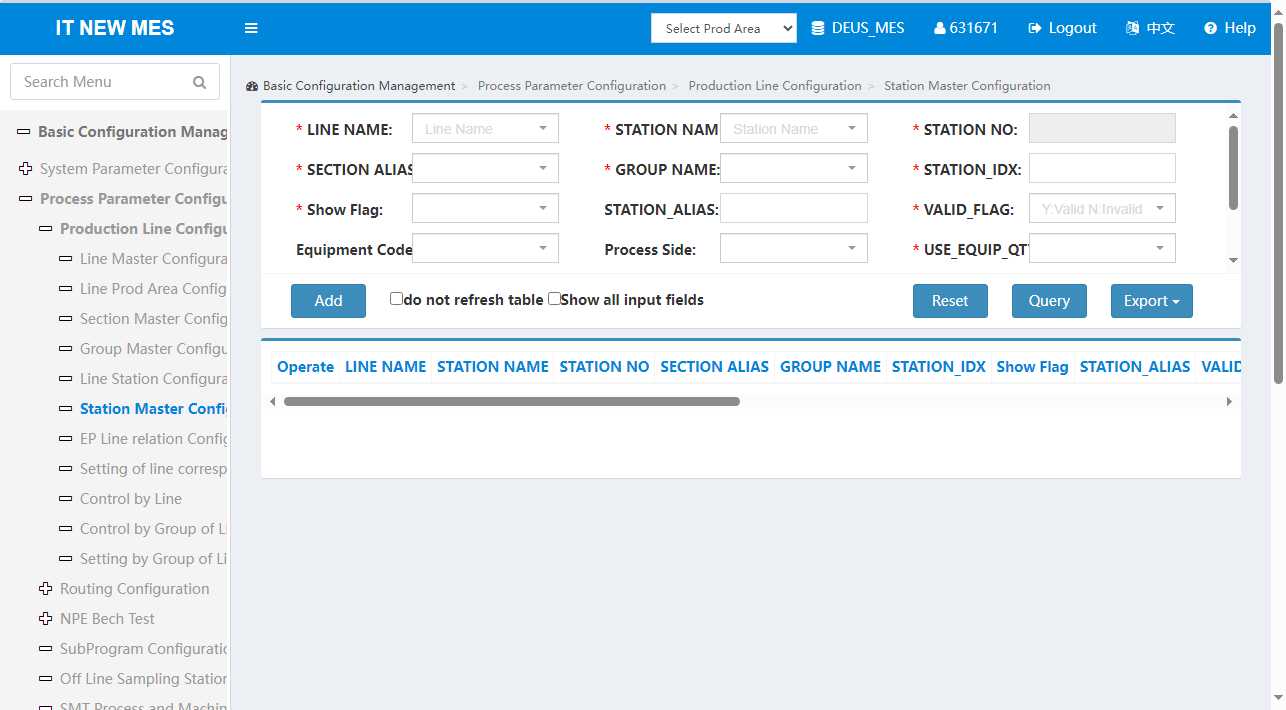 IT NEW MES
Select Prod Area
DEUS_MES
631671
Logout
中文
Help
Search Menu
Basic Configuration Manag
System Parameter Configura
Process Parameter Configu
Production Line Configu
Line Master Configura
Line Prod Area Config
Section Master Config
Group Master Configu
Line Station Configura
Station Master Confi
EP Line relation Config
Setting of line corresp
Control by Line
Control by Group of Li
Setting by Group of Li
Routing Configuration
NPE Bech Test
SubProgram Configuratio
Off Line Sampling Station
SMT Process and Machin
Basic Configuration Management > Process Parameter Configuration > Production Line Configuration > Station Master Configuration
* LINE NAME: Line Name
* STATION NAM Station Name
* STATION NO:
* SECTION ALIAS
* GROUP NAME:
* STATION_IDX:
* Show Flag:
STATION_ALIAS:
* VALID_FLAG: Y:Valid N:Invalid
Equipment Code
Process Side:
* USE_EQUIP_QT
Add
do not refresh table
Show all input fields
Reset
Query
Export
Operate LINE NAME STATION NAME STATION NO SECTION ALIAS GROUP NAME STATION_IDX Show Flag STATION_ALIAS VALID